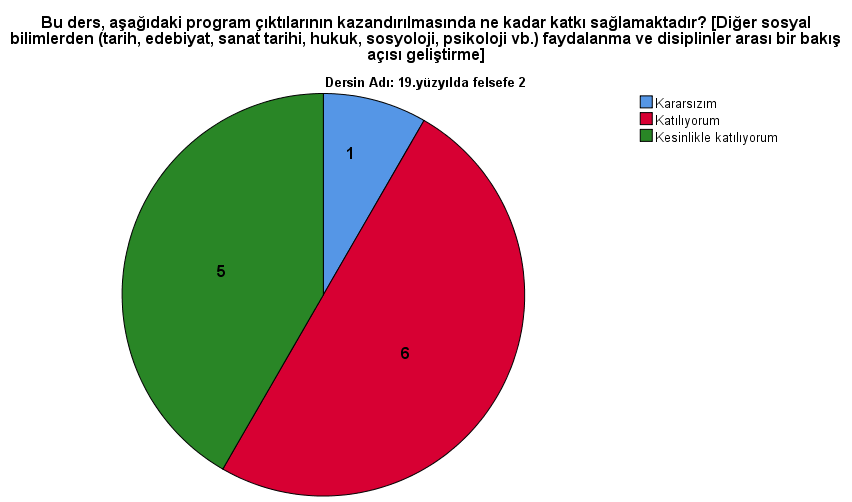 Bu ders, aşağıdaki program çıktılarının kazandırılmasında ne kadar katkı sağlamaktadır? [Diğer sosyal
bilimlerden (tarih, edebiyat, sanat tarihi, hukuk, sosyoloji, psikoloji vb.) faydalanma ve disiplinler arası bir bakış
açısı geliştirme]
Dersin Adı: 19.yüzyılda felsefe 2
Kararsızım
Katılıyorum
Kesinlikle katılıyorum
1
5
6